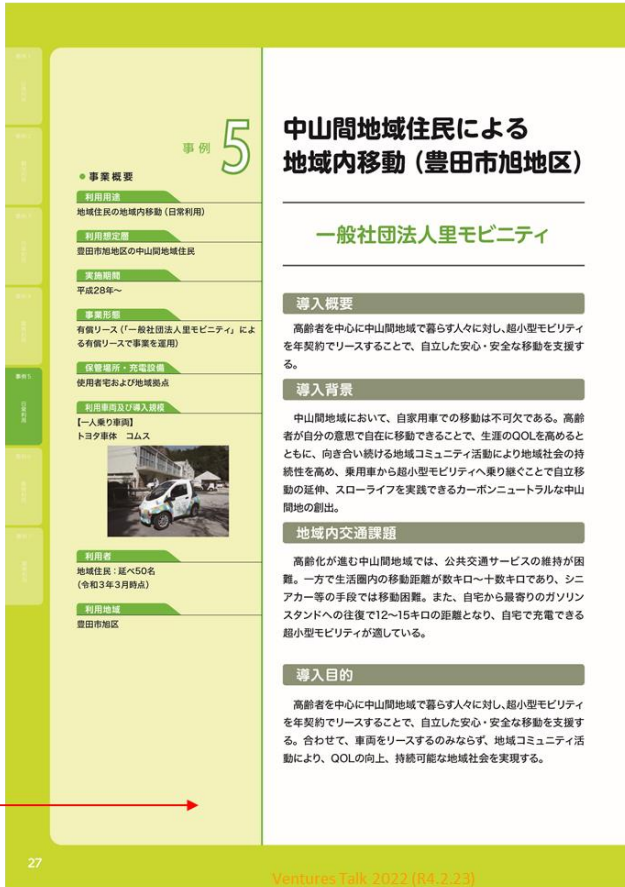 事例5
中山間地域住民による
地域内移動（豊田市旭地区）
一般社団法人里モビニティ
●事業概要
利用用途
地域住民の地域内移動（日常利用）
利用想定層
豊田市旭地区の中山間地域住民
実施期間
平成28年～
事業形態
有償リース（「一般社団法人里モビニティ」によ
る有償リースで事業を運用）
保管場所・充電設備
使用者宅および地域拠点
利用車両及び導入規模
【一人乗り車両】
トヨタ車体　コムス
利用者
地域住民：延べ50名
（令和3年3月時点）
利用地域
豊田市旭区
導入概要
高齢者を中心に中山間地域で暮らす人々に対し、超小型モビリティ
を年契約でリースすることで、自立した安心・安全な移動を支援す
る。
導入背景
中山間地域において、自家用車での移動は不可欠である。高齢
者が自分の意思で自在に移動できることで、生涯のQOLを高めると
ともに、向き合い続ける地域コミュニティ活動により地域社会の持
続性を高め、乗用車から超小型モビリティへ乗り継ぐことで自立移
動の延伸、スローライフを実践できるカーボンニュートラルな中山
間地の創出。
地域内交通課題
高齢化が進む中山間地域では、公共交通サービスの維持が困
難。一方で生活圏内の移動距離が数キロ～十数キロであり、シニ
アカー等の手段では移動困難。また、自宅から最寄りのガソリン
スタンドへの往復で12～15キロの距離となり、自宅で充電できる
超小型モビリティが適している。
導入目的
高齢者を中心に中山間地域で暮らす人々に対し、超小型モビリティ
を年契約でリースすることで、自立した安心・安全な移動を支援す
る。合わせて、車両をリースするのみならず、地域コミュニティ活
動により、QOLの向上、持続可能な地域社会を実現する。
事例5
日常利用
27
Ventures Talk 2022 (R4.2.23)